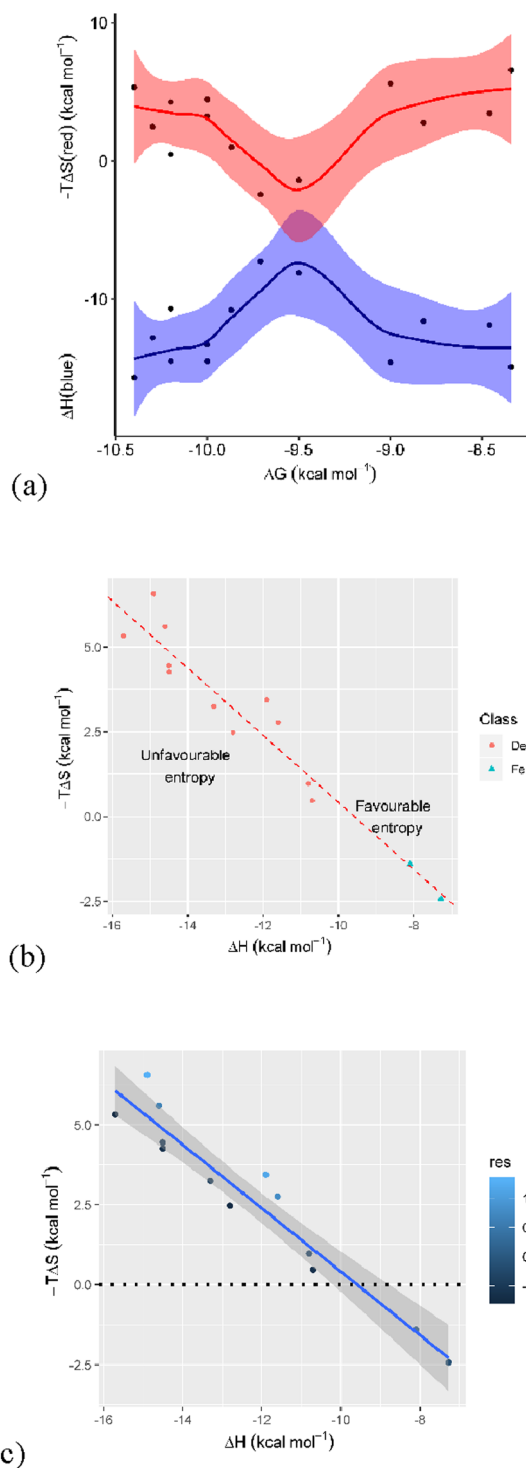 -TΔS(red) (kcal mol⁻¹)
ΔH(blue)
10
0
-10
-10.5
-10.0
-9.5
-9.0
-8.5
ΔG (kcal mol⁻¹)
(a)
−TΔS (kcal mol⁻¹)
5.0
2.5
0.0
-2.5
Unfavourable
entropy
Favourable
entropy
Class
De
Fe
-16
-14
-12
-10
-8
ΔH (kcal mol⁻¹)
(b)
−TΔS (kcal mol⁻¹)
5.0
2.5
0.0
-2.5
res
1
0
0
-
-16
-14
-12
-10
-8
ΔH (kcal mol⁻¹)
c)